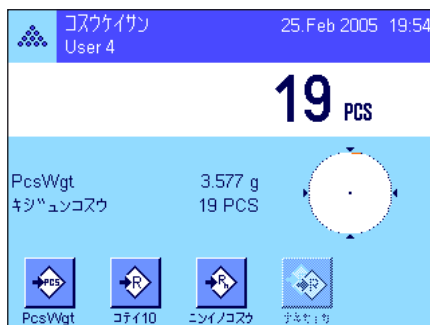 コスウケイサン 25.Feb 2005 19:54
User 4
19 PCS
PcsWgt 3.577 g
キジュンコスウ 19 PCS
PCS R Rn R
PcsWgt コテイ10 ニンイノコスウ